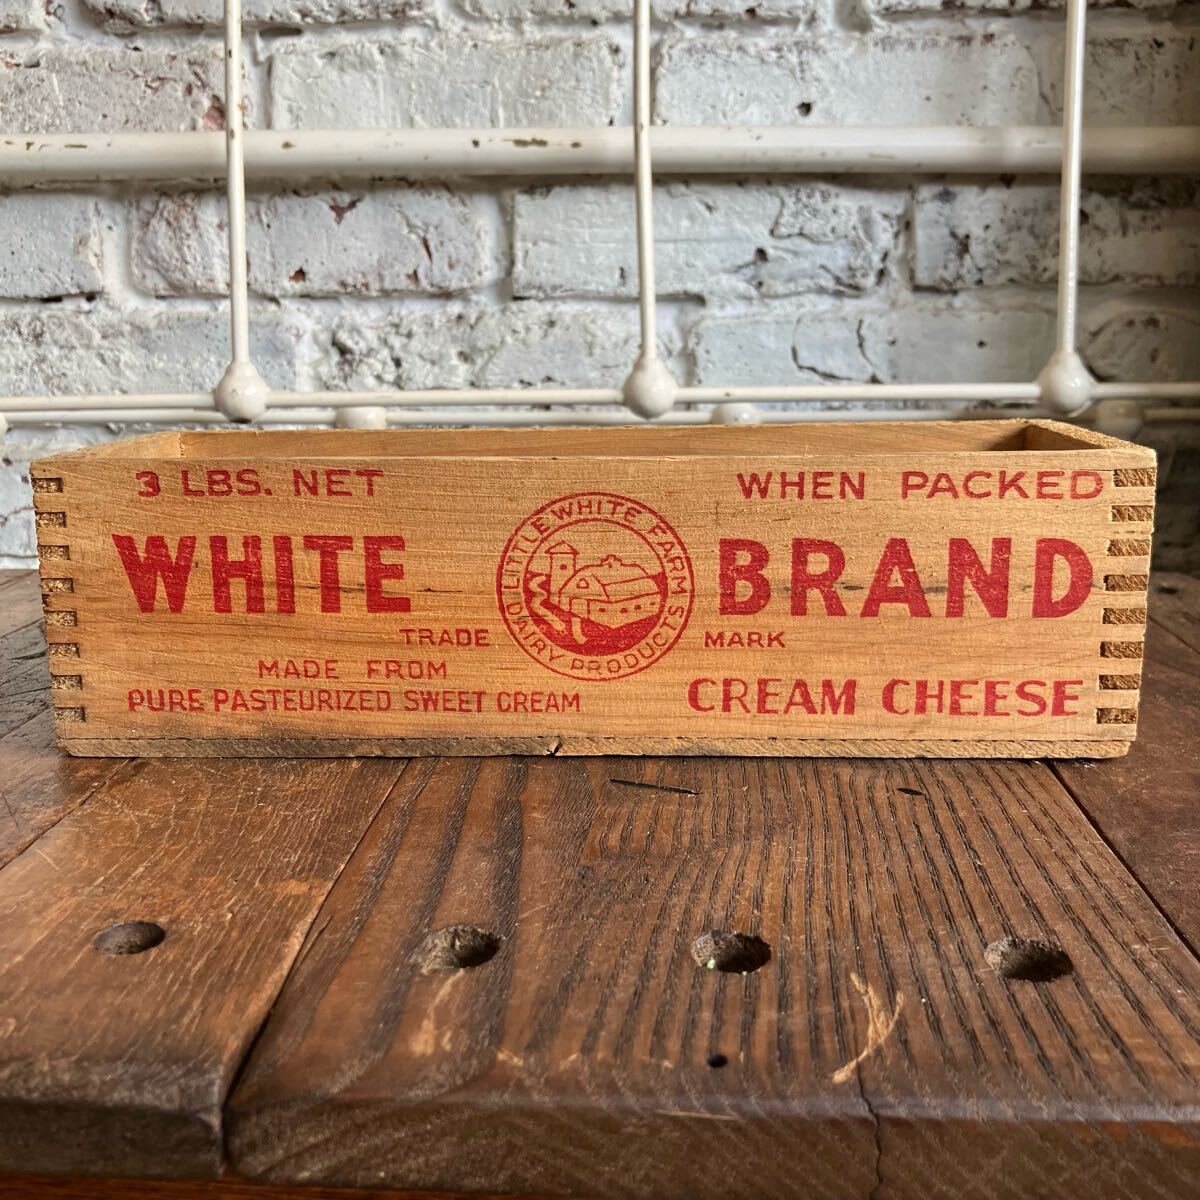 3 LBS. NET WHEN PACKED
WHITE BRAND
LITTLE WHITE FARM
DAIRY PRODUCTS
TRADE MARK
MADE FROM
PURE PASTEURIZED SWEET CREAM
CREAM CHEESE